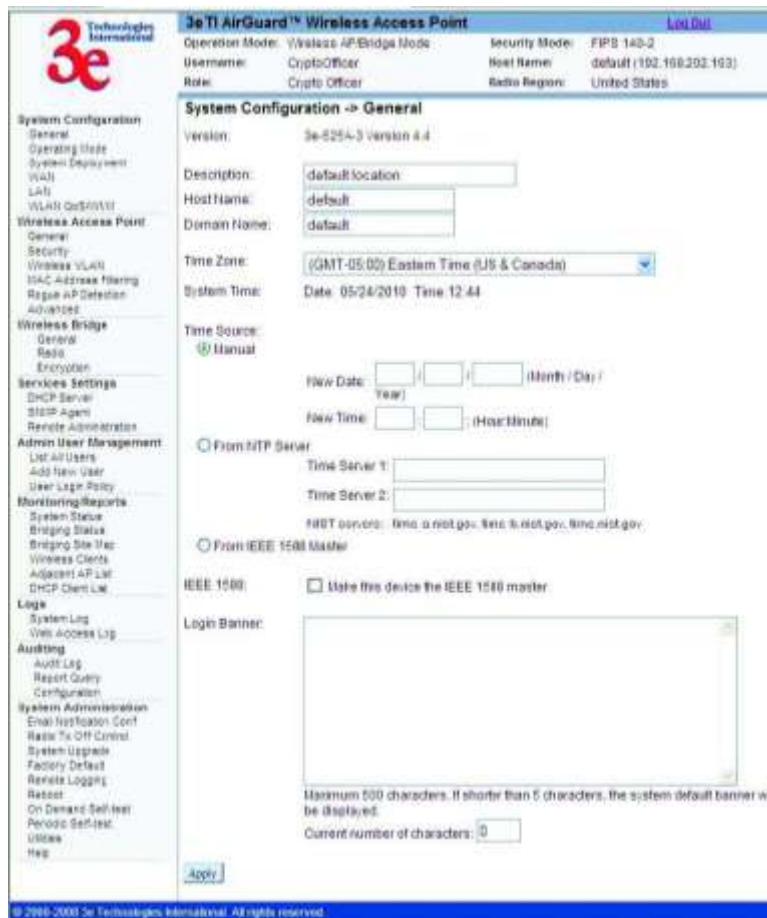 Technologies
International
3e
3eTI AirGuard™ Wireless Access Point
Log Out
Operation Mode: Wireless AP/Bridge Mode
Security Mode: FIPS 140-2
Username: CryptoOfficer
Host Name: default (192.168.202.163)
Role: Crypto Officer
Radio Region: United States
System Configuration
General
Operating Mode
System Deployment
WAN
LAN
WLAN QoS/WMM
Wireless Access Point
General
Security
Wireless VLAN
MAC Address Filtering
Rogue AP Detection
Advanced
Wireless Bridge
General
Radio
Encryption
Services Settings
DHCP Server
SNMP Agent
Remote Administration
Admin User Management
List All Users
Add New User
User Login Policy
Monitoring/Reports
System Status
Bridging Status
Bridging Site Map
Wireless Clients
Adjacent AP List
DHCP Client List
Logs
System Log
Web Access Log
Auditing
Audit Log
Report Query
Configuration
System Administration
Email Notification Conf
Radio Tx Off Control
System Upgrade
Factory Default
Remote Logging
Reboot
On Demand Self-test
Periodic Self-test
Utilities
Help
System Configuration -> General
Version: 3e-525A-3 Version 4.4
Description: default location
Host Name: default
Domain Name: default
Time Zone: (GMT-05:00) Eastern Time (US & Canada)
System Time: Date: 05/24/2010 Time 12:44
Time Source:
Manual
New Date: / / (Month / Day /
Year)
New Time: : (Hour:Minute)
From NTP Server
Time Server 1:
Time Server 2:
NIST servers: time.a.nist.gov, time.b.nist.gov, time.nist.gov
From IEEE 1588 Master
IEEE 1588: Make this device the IEEE 1588 master
Login Banner:
Maximum 500 characters. If shorter than 5 characters, the system default banner w
be displayed.
Current number of characters: 0
Apply
© 2000-2008 3e Technologies International. All rights reserved.